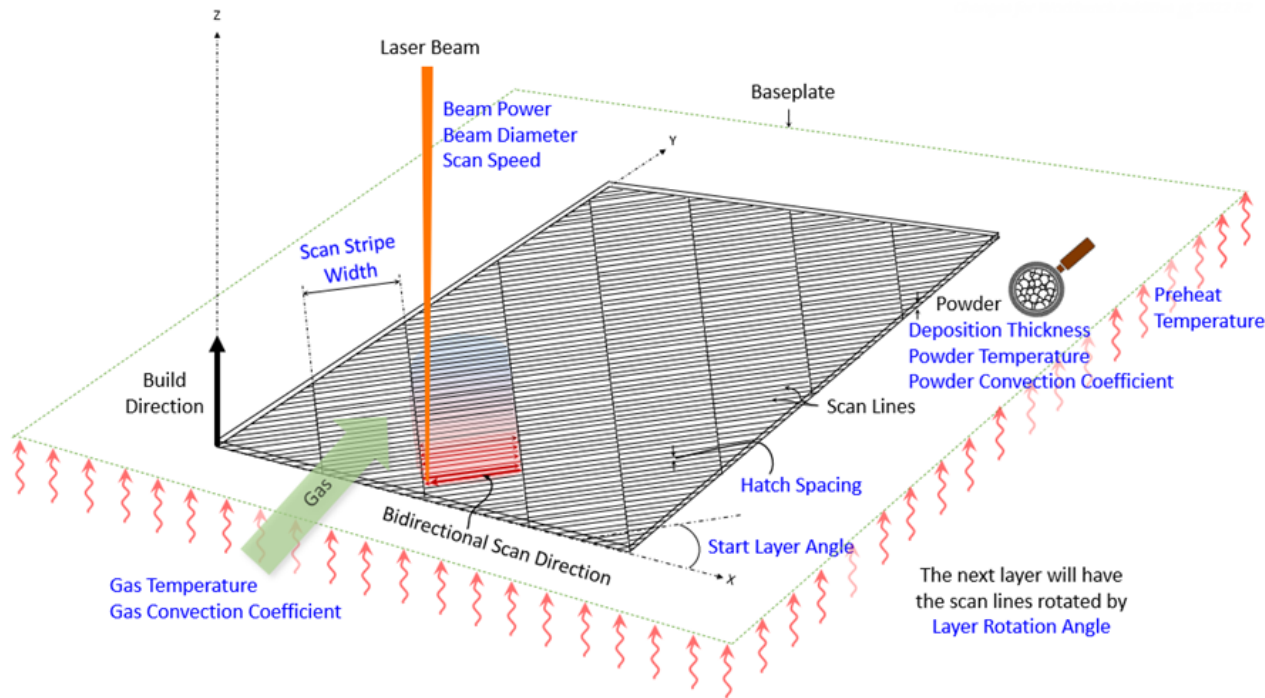 Z
Laser Beam
Beam Power
Beam Diameter
Scan Speed
Baseplate
Y
Scan Stripe
Width
Powder
Deposition Thickness
Powder Temperature
Powder Convection Coefficient
Preheat
Temperature
Build
Direction
Scan Lines
Gas
Hatch Spacing
Bidirectional Scan Direction
Start Layer Angle
X
Gas Temperature
Gas Convection Coefficient
The next layer will have
the scan lines rotated by
Layer Rotation Angle